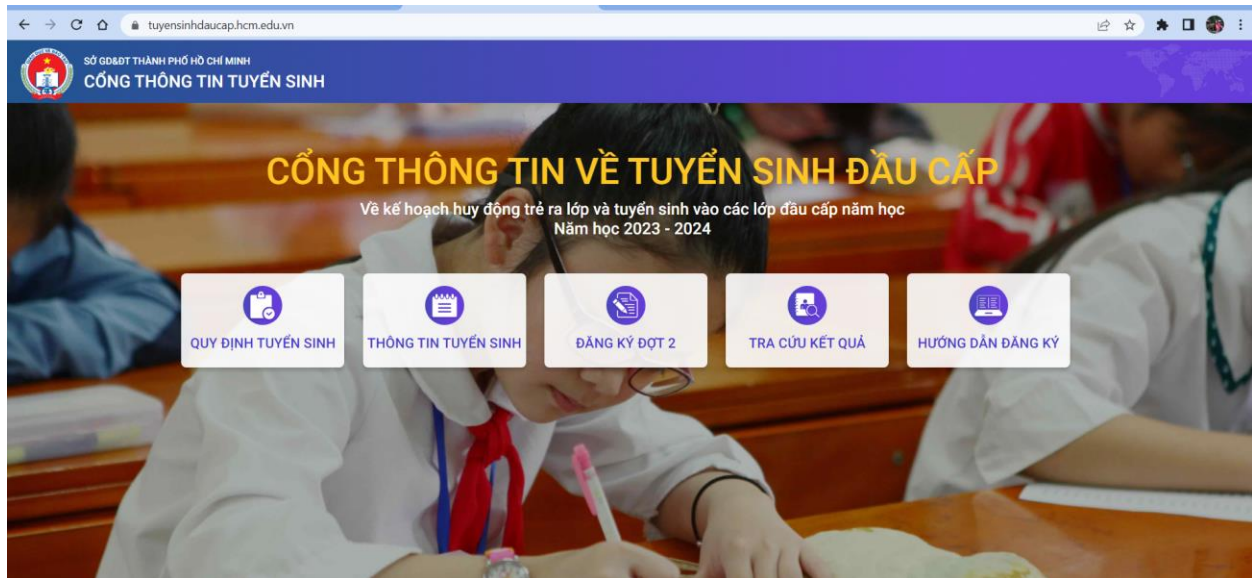 tuyensinhdaucap.hcm.edu.vn
SỞ GD&ĐT THÀNH PHỐ HỒ CHÍ MINH
CỔNG THÔNG TIN TUYỂN SINH
CỔNG THÔNG TIN VỀ TUYỂN SINH ĐẦU CẤP
Về kế hoạch huy động trẻ ra lớp và tuyển sinh vào các lớp đầu cấp năm học
Năm học 2023 - 2024
QUY ĐỊNH TUYỂN SINH
THÔNG TIN TUYỂN SINH
ĐĂNG KÝ ĐỢT 2
TRA CỨU KẾT QUẢ
HƯỚNG DẪN ĐĂNG KÝ